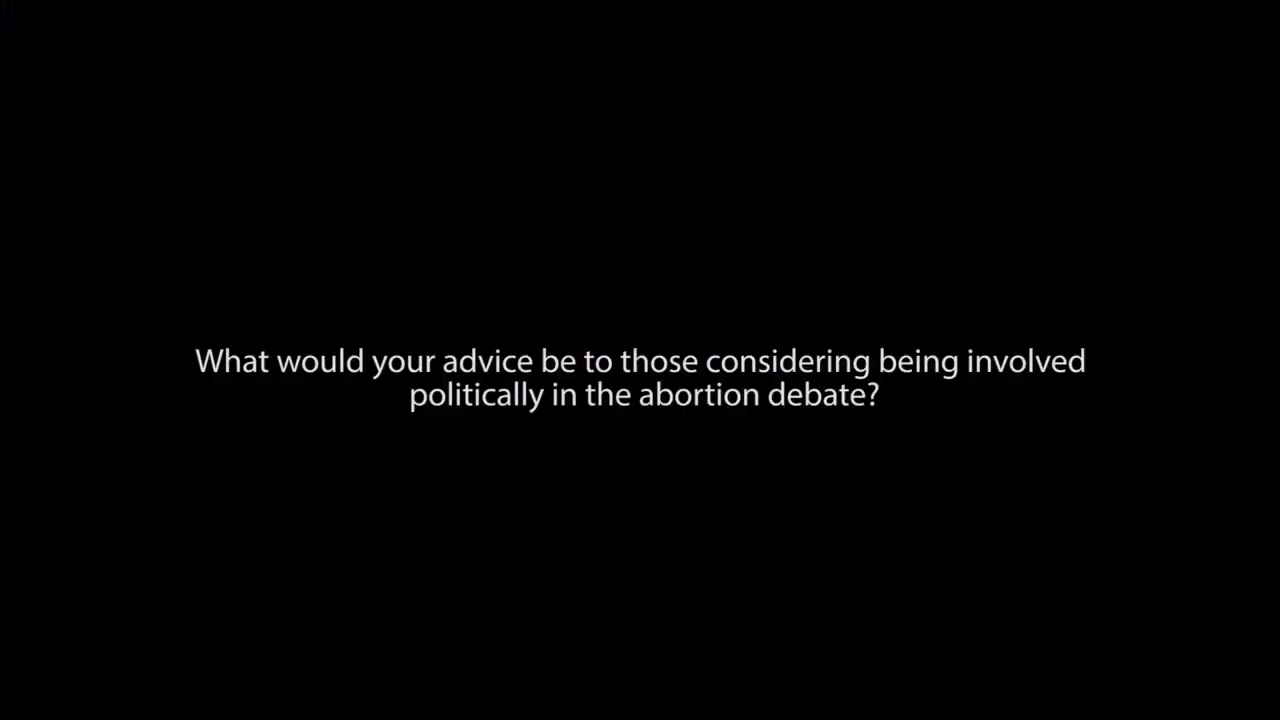 What would your advice be to those considering being involved
politically in the abortion debate?